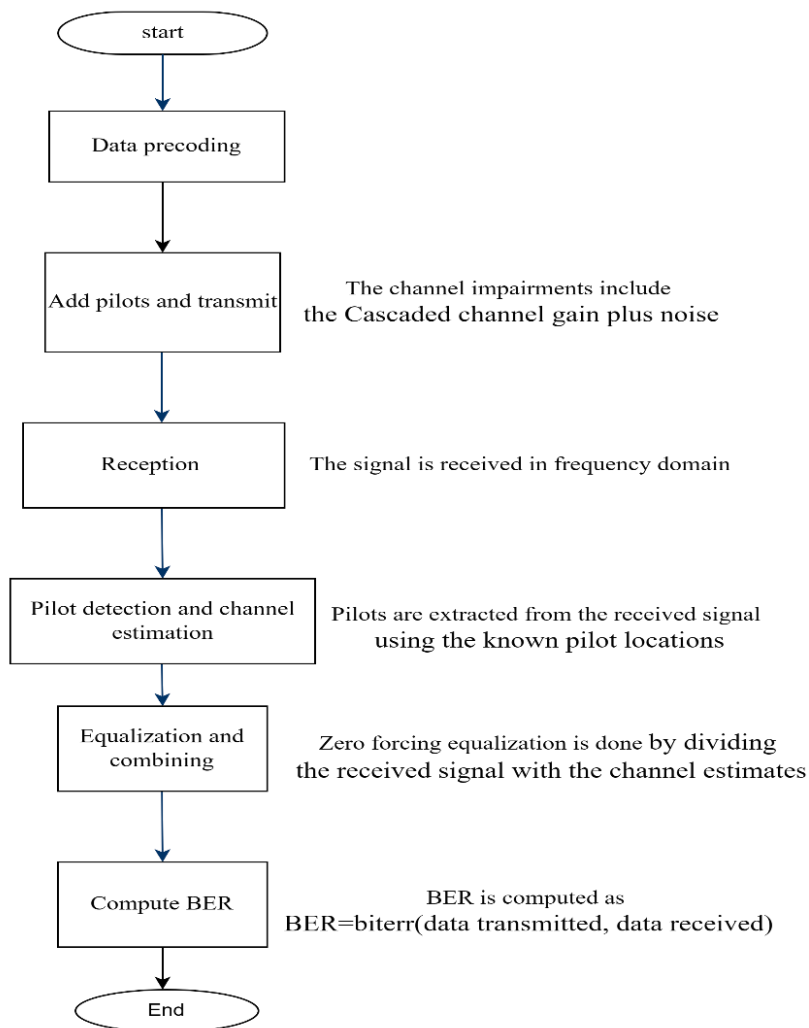 start
Data precoding
Add pilots and transmit
The channel impairments include
the Cascaded channel gain plus noise
Reception
The signal is received in frequency domain
Pilot detection and channel
estimation
Pilots are extracted from the received signal
using the known pilot locations
Equalization and
combining
Zero forcing equalization is done by dividing
the received signal with the channel estimates
Compute BER
BER is computed as
BER=biterr(data transmitted, data received)
End